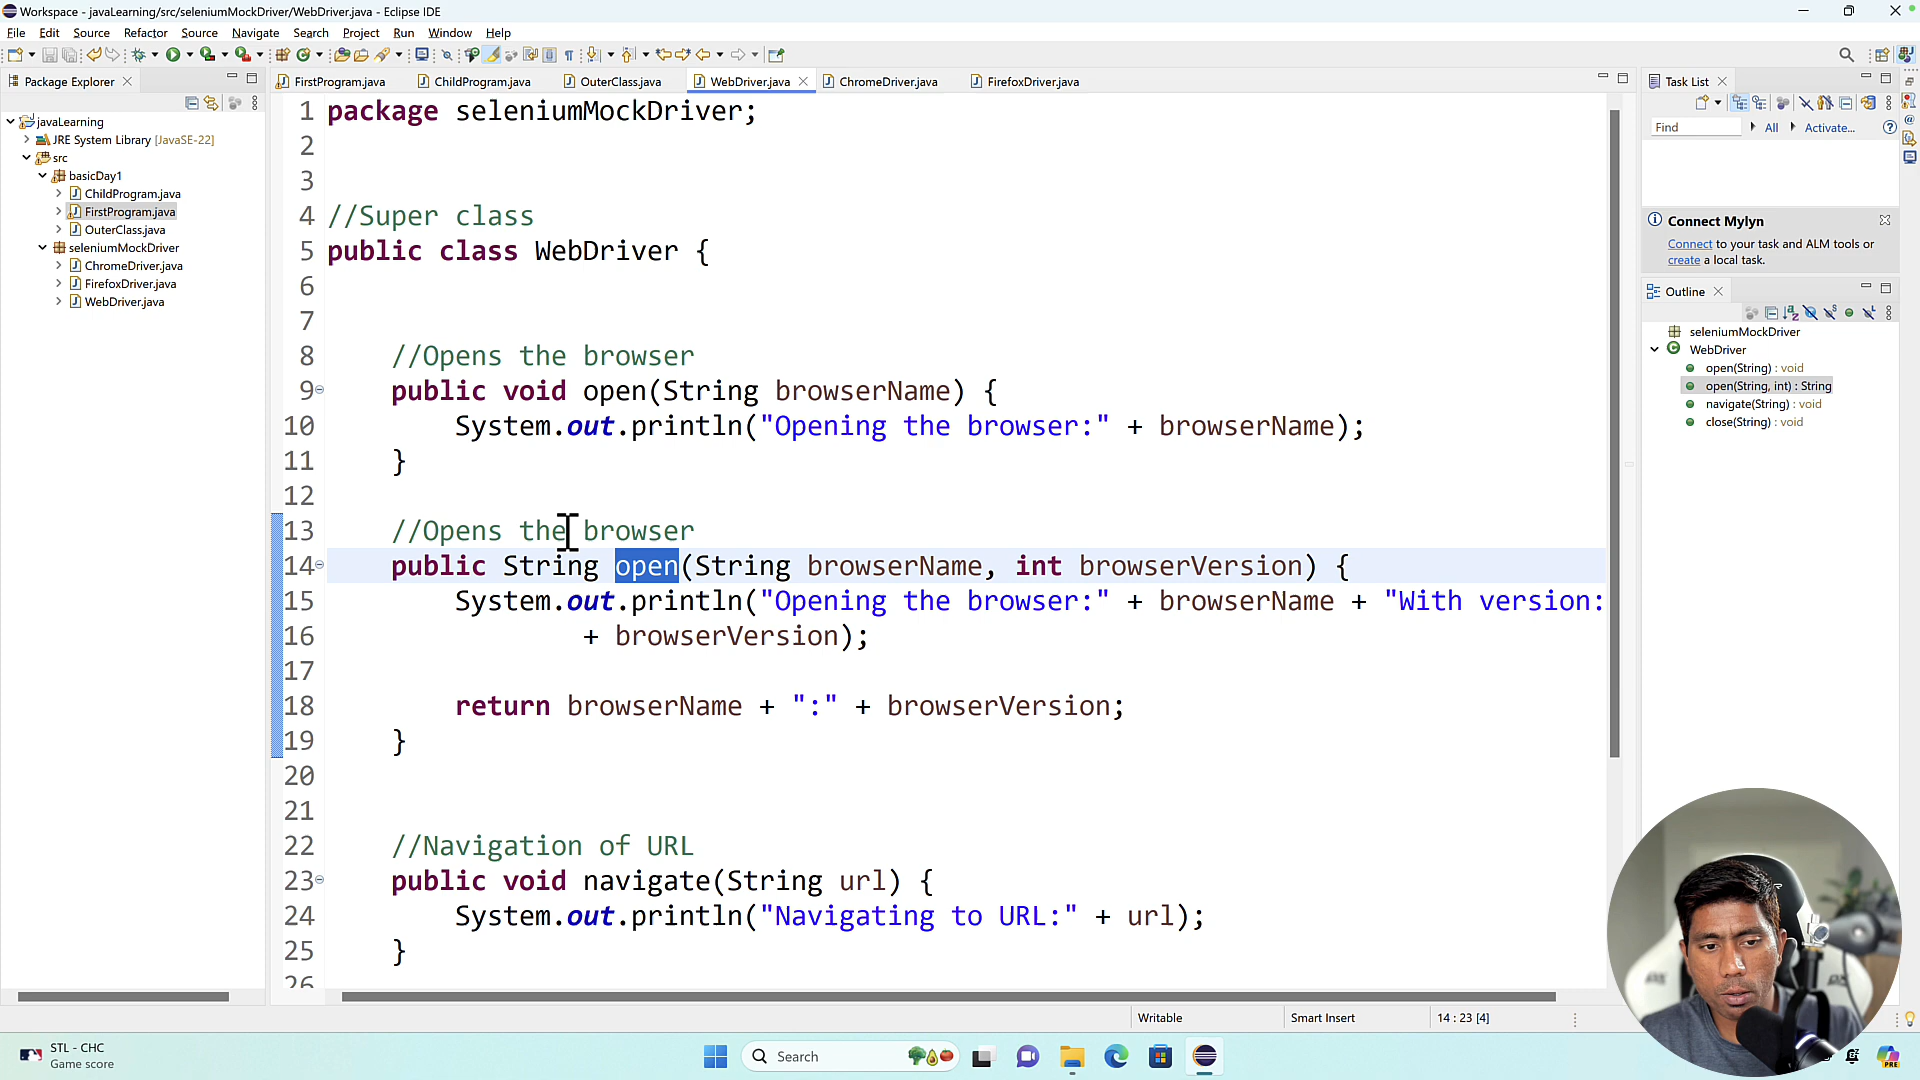 Workspace - javaLearning/src/seleniumMockDriver/WebDriver.java - Eclipse IDE
File Edit Source Refactor Source Navigate Search Project Run Window Help
Package Explorer
javaLearning
JRE System Library [JavaSE-22]
src
basicDay1
ChildProgram.java
FirstProgram.java
OuterClass.java
seleniumMockDriver
ChromeDriver.java
FirefoxDriver.java
WebDriver.java
FirstProgram.java ChildProgram.java OuterClass.java WebDriver.java ChromeDriver.java FirefoxDriver.java
1 package seleniumMockDriver;
2
3
4 //Super class
5 public class WebDriver {
6
7
8 //Opens the browser
9 public void open(String browserName) {
10 System.out.println("Opening the browser:" + browserName);
11 }
12
13 //Opens the browser
14 public String open(String browserName, int browserVersion) {
15 System.out.println("Opening the browser:" + browserName + "With version:
16 + browserVersion);
17
18 return browserName + ":" + browserVersion;
19 }
20
21
22 //Navigation of URL
23 public void navigate(String url) {
24 System.out.println("Navigating to URL:" + url);
25 }
26
Task List
Find All Activate...
Connect Mylyn
Connect to your task and ALM tools or
create a local task.
Outline
seleniumMockDriver
WebDriver
open(String) : void
open(String, int) : String
navigate(String) : void
close(String) : void
Writable Smart Insert 14 : 23 [4]
STL - CHC
Game score
Search
PRE